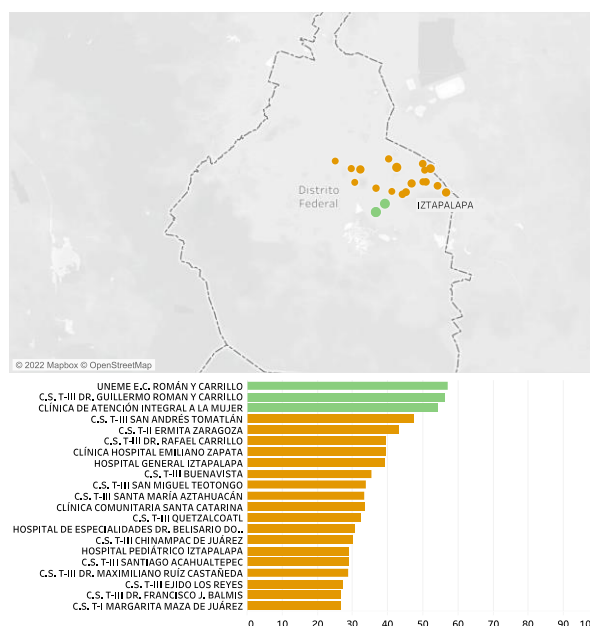 Distrito
Federal
IZTAPALAPA
© 2022 Mapbox © OpenStreetMap
UNEME E.C. ROMÁN Y CARRILLO
C.S. T-III DR. GUILLERMO ROMAN Y CARRILLO
CLÍNICA DE ATENCIÓN INTEGRAL A LA MUJER
C.S. T-III SAN ANDRÉS TOMATLÁN
C.S. T-II ERMITA ZARAGOZA
C.S. T-III DR. RAFAEL CARRILLO
CLÍNICA HOSPITAL EMILIANO ZAPATA
HOSPITAL GENERAL IZTAPALAPA
C.S. T-III BUENAVISTA
C.S. T-III SAN MIGUEL TEOTONGO
C.S. T-III SANTA MARÍA AZTAHUACÁN
CLÍNICA COMUNITARIA SANTA CATARINA
C.S. T-III QUETZALCOATL
HOSPITAL DE ESPECIALIDADES DR. BELISARIO DO..
C.S. T-III CHINAMPAC DE JUÁREZ
HOSPITAL PEDIÁTRICO IZTAPALAPA
C.S. T-III SANTIAGO ACAHUALTEPEC
C.S. T-III DR. MAXIMILIANO RUÍZ CASTAÑEDA
C.S. T-III EJIDO LOS REYES
C.S. T-III DR. FRANCISCO J. BALMIS
C.S. T-I MARGARITA MAZA DE JUÁREZ
0 10 20 30 40 50 60 70 80 90 10